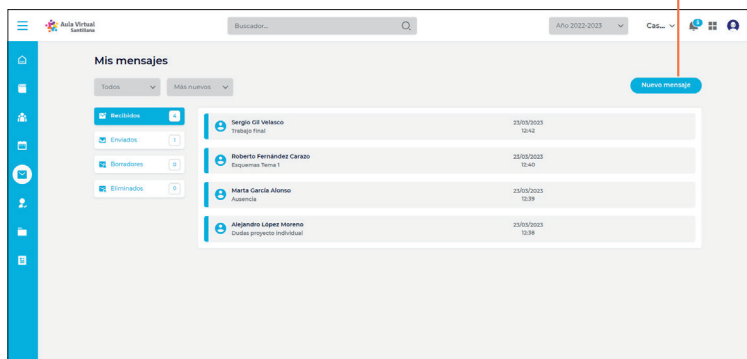 Aula Virtual
Santillana
Buscador...
Año 2022-2023
Cas...
Mis mensajes
Todos
Más nuevos
Nuevo mensaje
Recibidos
4
Enviados
1
Borradores
0
Eliminados
0
Sergio Gil Velasco
Trabajo final
23/03/2023
12:42
Roberto Fernández Carazo
Esquemas Tema 1
23/03/2023
12:40
Marta García Alonso
Ausencia
23/03/2023
12:39
Alejandro López Moreno
Dudas proyecto individual
23/03/2023
12:38